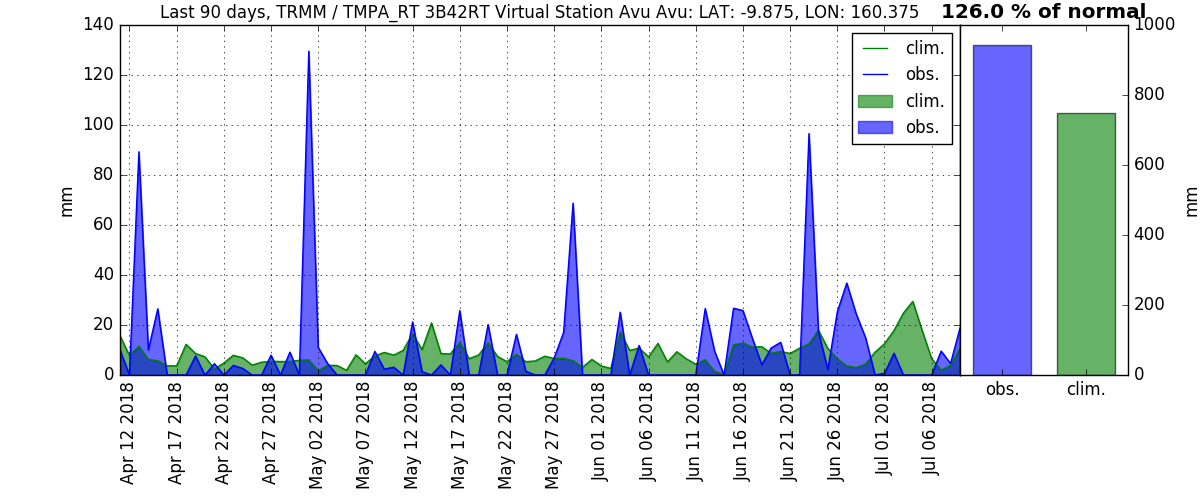 Last 90 days, TRMM / TMPA_RT 3B42RT Virtual Station Avu Avu: LAT: -9.875, LON: 160.375
126.0 % of normal
140
120
100
80
60
40
20
0
mm
clim.
obs.
clim.
obs.
Apr 12 2018
Apr 17 2018
Apr 22 2018
Apr 27 2018
May 02 2018
May 07 2018
May 12 2018
May 17 2018
May 22 2018
May 27 2018
Jun 01 2018
Jun 06 2018
Jun 11 2018
Jun 16 2018
Jun 21 2018
Jun 26 2018
Jul 01 2018
Jul 06 2018
1000
800
600
400
200
0
mm
obs.
clim.